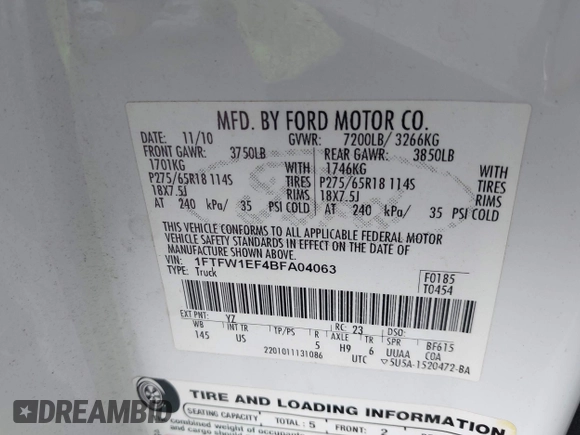 MFD. BY FORD MOTOR CO.
DATE: 11/10 GVWR: 7200LB/ 3266KG
FRONT GAWR: 3750LB REAR GAWR: 3850LB
1701KG WITH 1746KG WITH
P275/65R18 114S TIRES P275/65R18 114S TIRES
18X7.5J RIMS 18X7.5J RIMS
AT 240 kPa/ 35 PSI COLD AT 240 kPa/ 35 PSI COLD
THIS VEHICLE CONFORMS TO ALL APPLICABLE FEDERAL MOTOR
VEHICLE SAFETY STANDARDS IN EFFECT ON THE DATE OF
MANUFACTURE SHOWN ABOVE.
VIN: 1FTFW1EF4BFA04063
TYPE: Truck
F0185
T0454
EXT PNT: YZ RC: 23 DSO:
WB INT TR TP/PS R AXLE TR SPR BF615
145 US 5 H9 6 UUAA COA
2201011131086 UTC 5U5A-1520472-BA
TIRE AND LOADING INFORMATION
SEATING CAPACITY TOTAL: 5 FRONT: 2
combined weight of
DREAMBID